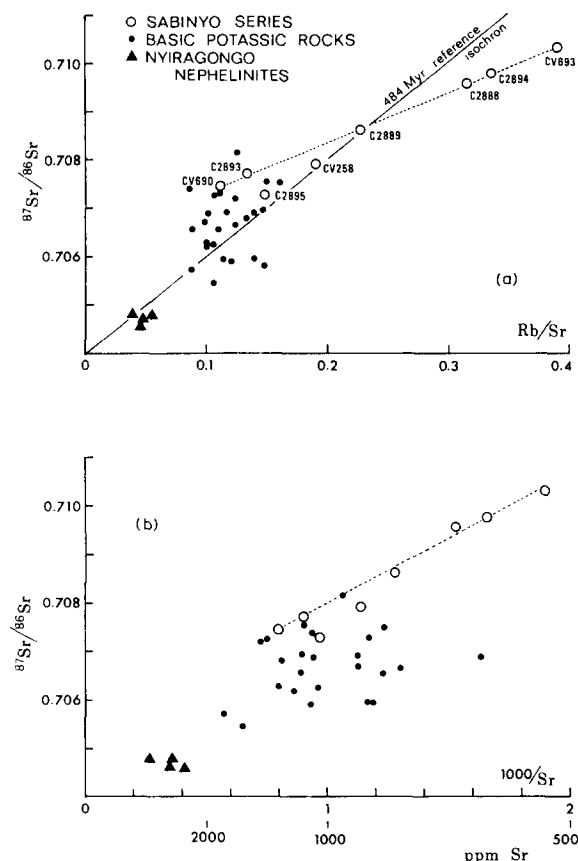 (a)
SABINYO SERIES
BASIC POTASSIC ROCKS
NYIRAGONGO
NEPHELINITES
484 Myr reference
isochron
0.710
0.708
0.706
⁸⁷Sr/⁸⁶Sr
CV693
C2894
C2888
C2889
C2893
CV258
CV690
C2895
(a)
Rb/Sr
0
0.1
0.2
0.3
0.4
(b)
0.710
0.708
0.706
⁸⁷Sr/⁸⁶Sr
1000/Sr
0
1
2
2000
1000
500
ppm Sr